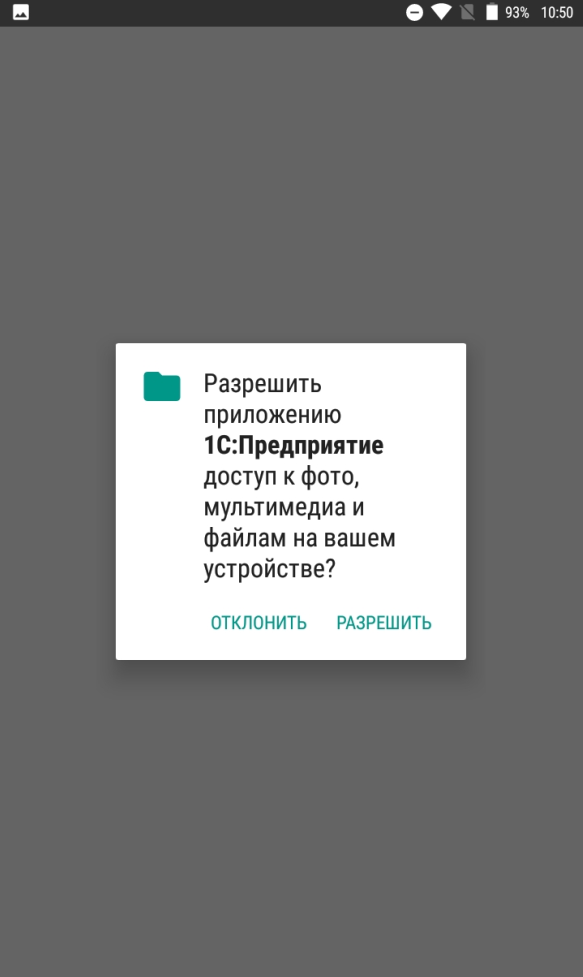 93% 10:50
Разрешить
приложению
1С:Предприятие
доступ к фото,
мультимедиа и
файлам на вашем
устройстве?
ОТКЛОНИТЬ РАЗРЕШИТЬ